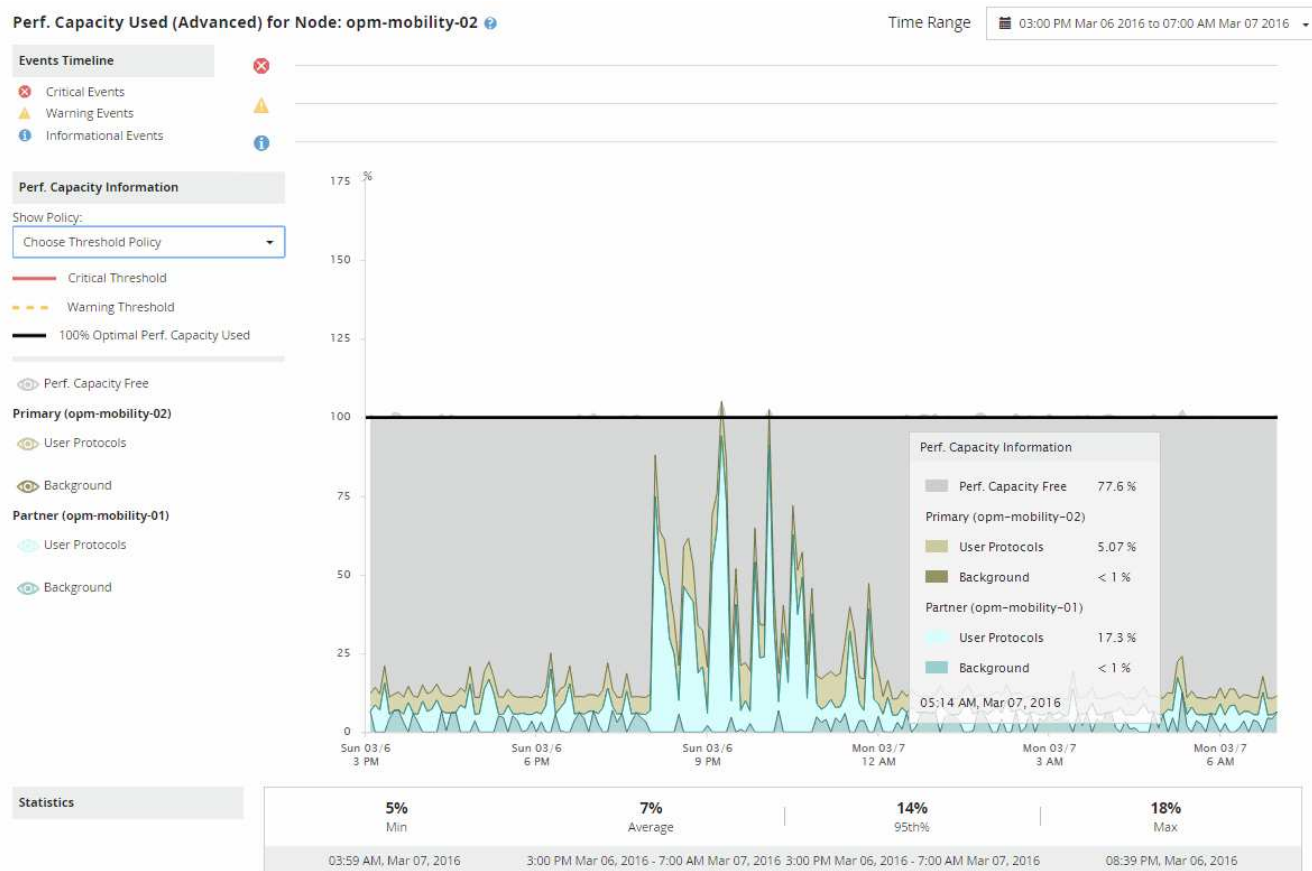 Perf. Capacity Used (Advanced) for Node: opm-mobility-02 ?
Time Range 03:00 PM Mar 06 2016 to 07:00 AM Mar 07 2016
Events Timeline
Critical Events
Warning Events
Informational Events
Perf. Capacity Information
Show Policy:
Choose Threshold Policy
Critical Threshold
Warning Threshold
100% Optimal Perf. Capacity Used
Perf. Capacity Free
Primary (opm-mobility-02)
User Protocols
Background
Partner (opm-mobility-01)
User Protocols
Background
%
175
150
125
100
75
50
25
0
Sun 03/6 Sun 03/6 Sun 03/6 Mon 03/7 Mon 03/7 Mon 03/7
3 PM 6 PM 9 PM 12 AM 3 AM 6 AM
Perf. Capacity Information
Perf. Capacity Free 77.6 %
Primary (opm-mobility-02)
User Protocols 5.07 %
Background < 1 %
Partner (opm-mobility-01)
User Protocols 17.3 %
Background < 1 %
05:14 AM, Mar 07, 2016
Statistics
5% 7% 14% 18%
Min Average 95th% Max
03:59 AM, Mar 07, 2016 3:00 PM Mar 06, 2016 - 7:00 AM Mar 07, 2016 3:00 PM Mar 06, 2016 - 7:00 AM Mar 07, 2016 08:39 PM, Mar 06, 2016